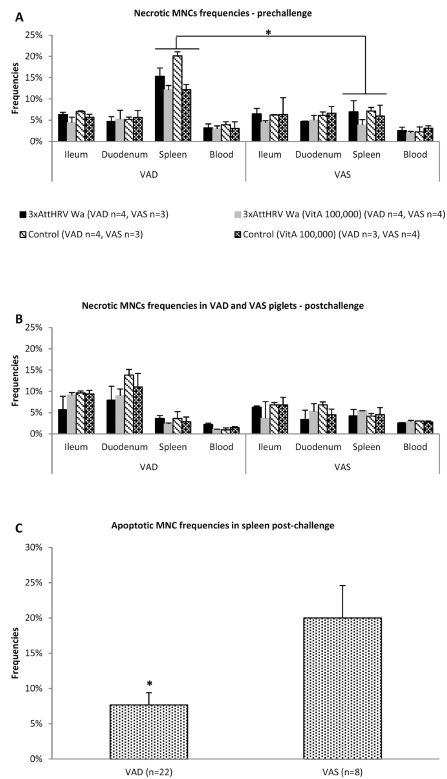 A
Necrotic MNCs frequencies - prechallenge
*
Frequencies
25%
20%
15%
10%
5%
0%
Ileum Duodenum Spleen Blood Ileum Duodenum Spleen Blood
VAD VAS
3xAttHRV Wa (VAD n=4, VAS n=3) 3xAttHRV Wa (VitA 100,000) (VAD n=4, VAS n=4)
Control (VAD n=4, VAS n=3) Control (VitA 100,000) (VAD n=3, VAS n=4)
Necrotic MNCs frequencies in VAD and VAS piglets - postchallenge
B
Frequencies
25%
20%
15%
10%
5%
0%
Ileum Duodenum Spleen Blood Ileum Duodenum Spleen Blood
VAD VAS
C
Apoptotic MNC frequencies in spleen post-challenge
Frequencies
30%
25%
20%
15%
10%
5%
0%
*
VAD (n=22) VAS (n=8)